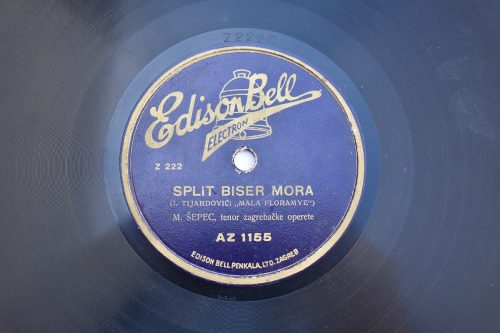 Edison Bell
ELECTRON
Z 222
SPLIT BISER MORA
(I. TIJARDOVIĆ: „MALA FLORAMYE")
M. ŠEPEC, tenor zagrebačke operete
AZ 1155
EDISON BELL PENKALA, LTD. ZAGREB